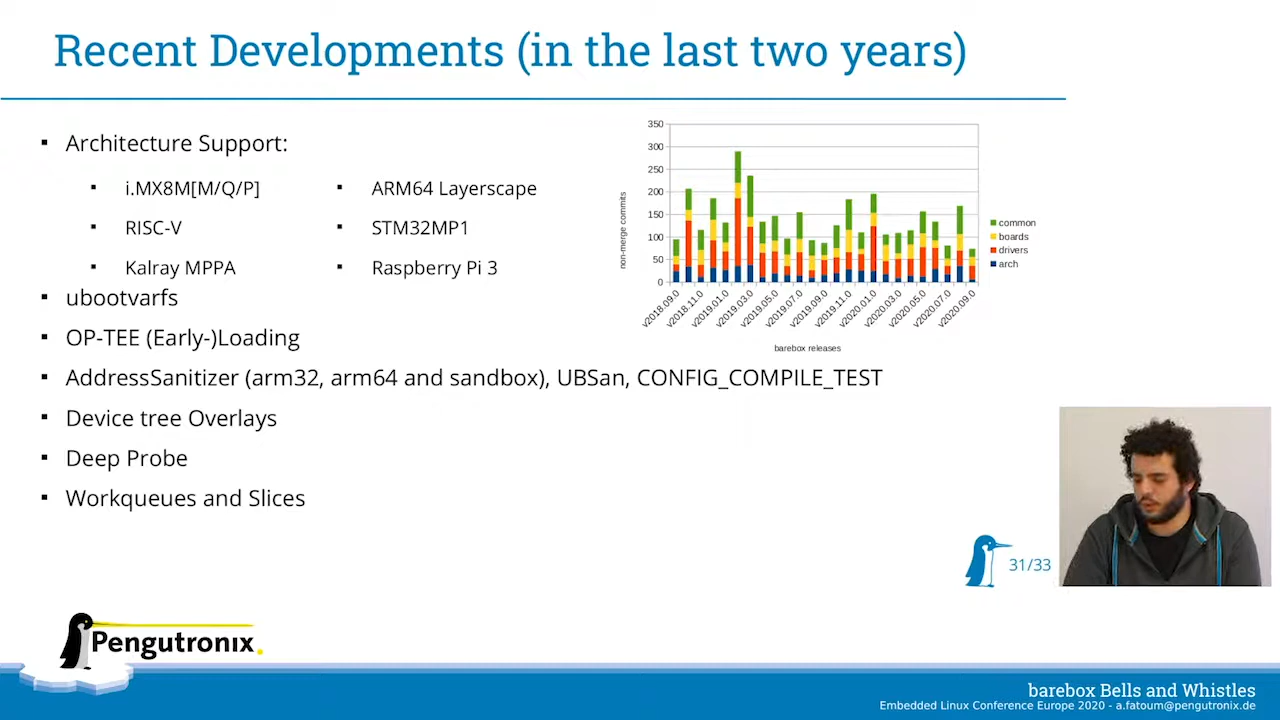 Recent Developments (in the last two years)
▪ Architecture Support:
▪ i.MX8M[M/Q/P]
▪ ARM64 Layerscape
▪ RISC-V
▪ STM32MP1
▪ Kalray MPPA
▪ Raspberry Pi 3
▪ ubootvarfs
▪ OP-TEE (Early-)Loading
▪ AddressSanitizer (arm32, arm64 and sandbox), UBSan, CONFIG_COMPILE_TEST
▪ Device tree Overlays
▪ Deep Probe
▪ Workqueues and Slices
non-merge commits
350
300
250
200
150
100
50
0
v2018.09.0
v2018.11.0
v2019.01.0
v2019.03.0
v2019.05.0
v2019.07.0
v2019.09.0
v2019.11.0
v2020.01.0
v2020.03.0
v2020.05.0
v2020.07.0
v2020.09.0
barebox releases
common
boards
drivers
arch
31/33
Pengutronix
barebox Bells and Whistles
Embedded Linux Conference Europe 2020 - a.fatoum@pengutronix.de